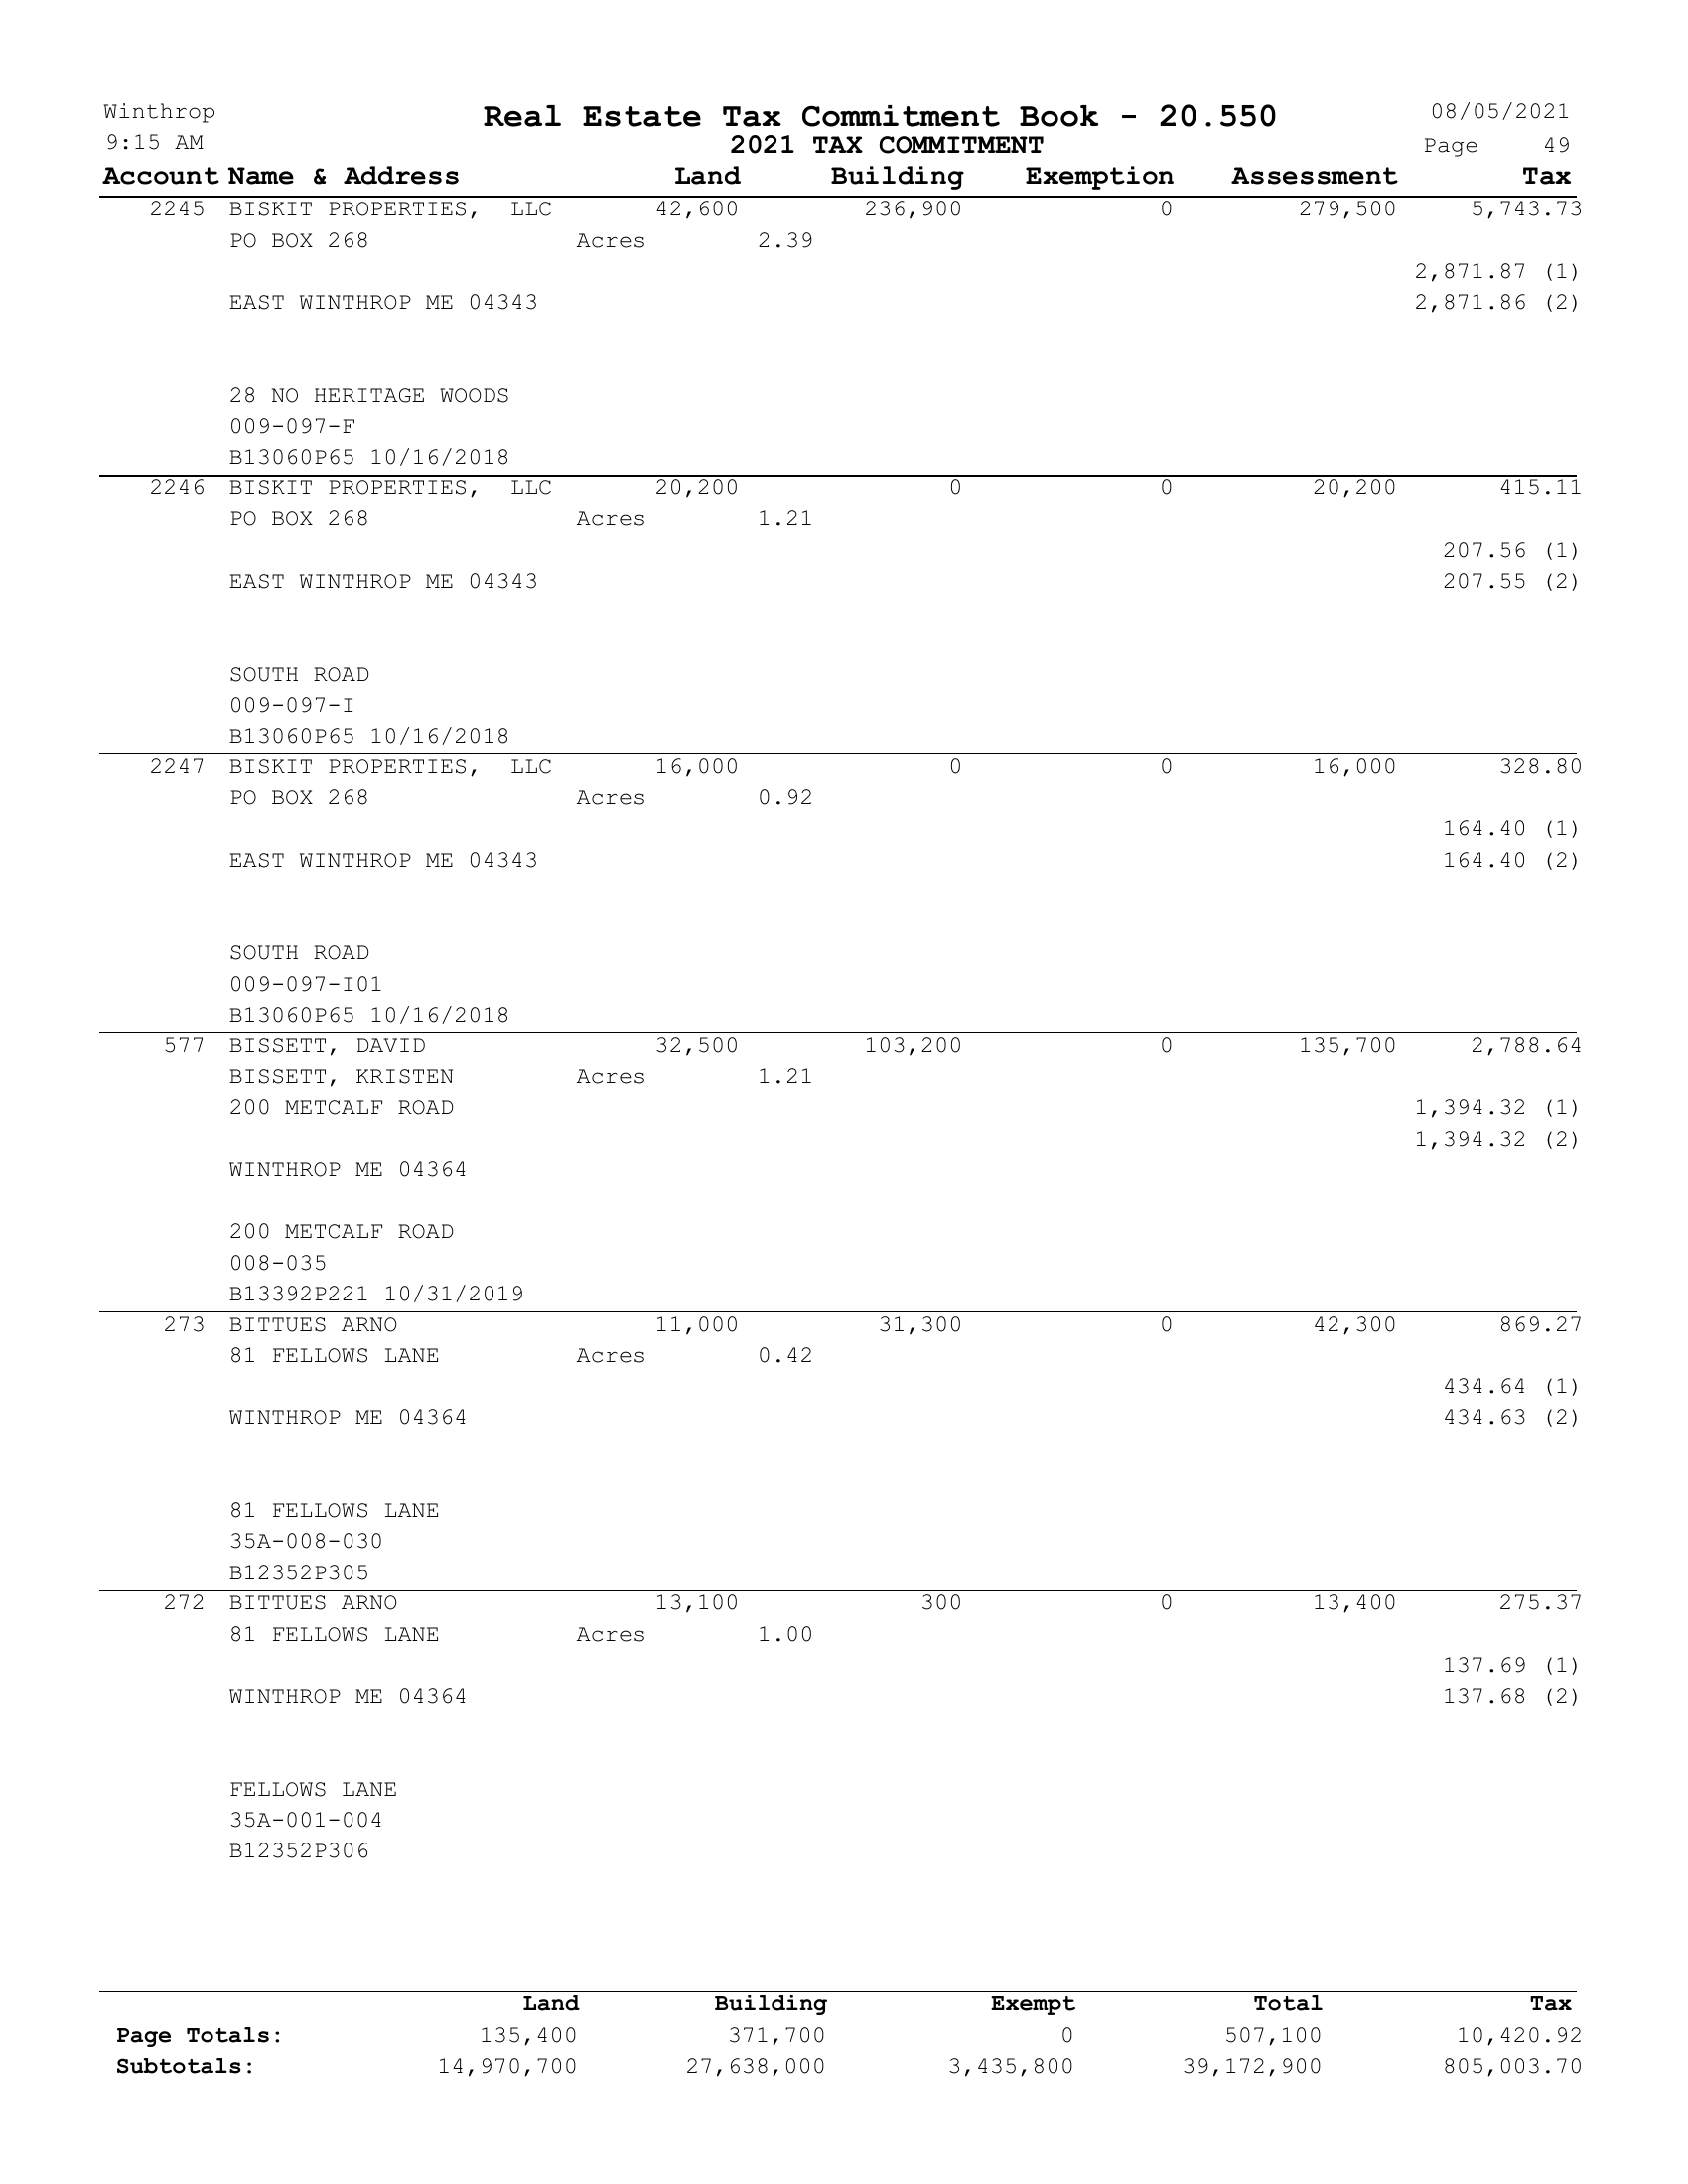 Winthrop Real Estate Tax Commitment Book - 20.550 08/05/2021
9:15 AM 2021 TAX COMMITMENT Page 49
Account Name & Address Land Building Exemption Assessment Tax
2245 BISKIT PROPERTIES, LLC 42,600 236,900 0 279,500 5,743.73
PO BOX 268 Acres 2.39
2,871.87 (1)
EAST WINTHROP ME 04343 2,871.86 (2)
28 NO HERITAGE WOODS
009-097-F
B13060P65 10/16/2018
2246 BISKIT PROPERTIES, LLC 20,200 0 0 20,200 415.11
PO BOX 268 Acres 1.21
207.56 (1)
EAST WINTHROP ME 04343 207.55 (2)
SOUTH ROAD
009-097-I
B13060P65 10/16/2018
2247 BISKIT PROPERTIES, LLC 16,000 0 0 16,000 328.80
PO BOX 268 Acres 0.92
164.40 (1)
EAST WINTHROP ME 04343 164.40 (2)
SOUTH ROAD
009-097-I01
B13060P65 10/16/2018
577 BISSETT, DAVID 32,500 103,200 0 135,700 2,788.64
BISSETT, KRISTEN Acres 1.21
200 METCALF ROAD 1,394.32 (1)
1,394.32 (2)
WINTHROP ME 04364
200 METCALF ROAD
008-035
B13392P221 10/31/2019
273 BITTUES ARNO 11,000 31,300 0 42,300 869.27
81 FELLOWS LANE Acres 0.42
434.64 (1)
WINTHROP ME 04364 434.63 (2)
81 FELLOWS LANE
35A-008-030
B12352P305
272 BITTUES ARNO 13,100 300 0 13,400 275.37
81 FELLOWS LANE Acres 1.00
137.69 (1)
WINTHROP ME 04364 137.68 (2)
FELLOWS LANE
35A-001-004
B12352P306
Land Building Exempt Total Tax
Page Totals: 135,400 371,700 0 507,100 10,420.92
Subtotals: 14,970,700 27,638,000 3,435,800 39,172,900 805,003.70